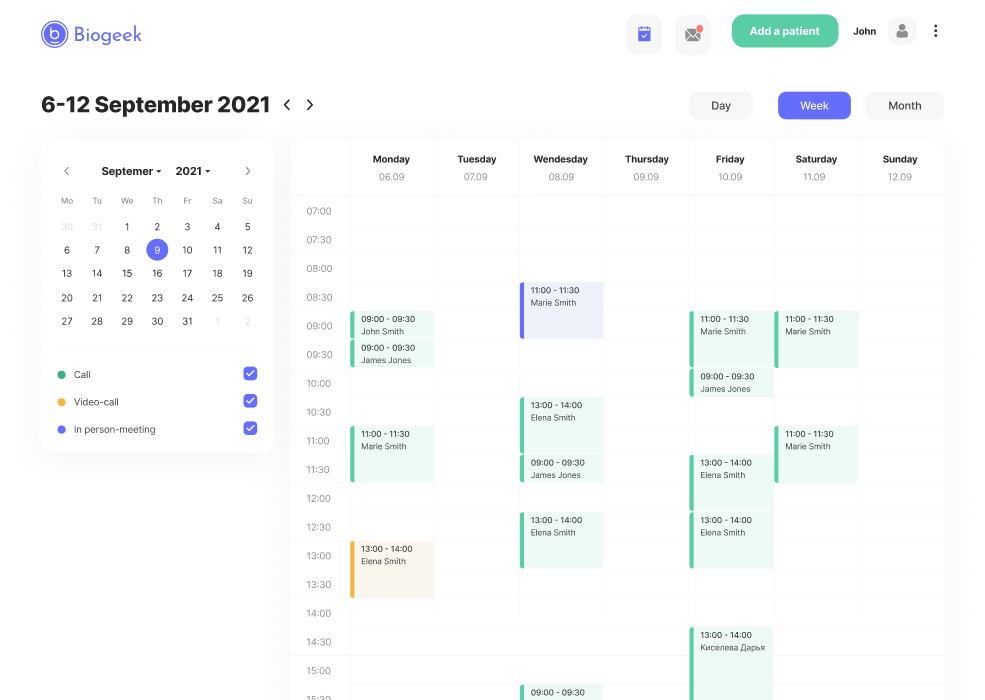 Biogeek
Add a patient
John
6-12 September 2021
Day
Week
Month
Septemer
2021
Mo Tu We Th Fr Sa Su
30 31 1 2 3 4 5
6 7 8 9 10 11 12
13 14 15 16 17 18 19
20 21 22 23 24 25 26
27 28 29 30 31 1 2
Call
Video-call
In person-meeting
Monday Tuesday Wendesday Thursday Friday Saturday Sunday
06.09 07.09 08.09 09.09 10.09 11.09 12.09
07:00
07:30
08:00
08:30
09:00
09:30
10:00
10:30
11:00
11:30
12:00
12:30
13:00
13:30
14:00
14:30
15:00
15:30
09:00 - 09:30
John Smith
09:00 - 09:30
James Jones
11:00 - 11:30
Marie Smith
13:00 - 14:00
Elena Smith
11:00 - 11:30
Marie Smith
13:00 - 14:00
Elena Smith
09:00 - 09:30
James Jones
13:00 - 14:00
Elena Smith
09:00 - 09:30
11:00 - 11:30
Marie Smith
09:00 - 09:30
James Jones
13:00 - 14:00
Elena Smith
13:00 - 14:00
Elena Smith
13:00 - 14:00
Киселева Дарья
11:00 - 11:30
Marie Smith
11:00 - 11:30
Marie Smith